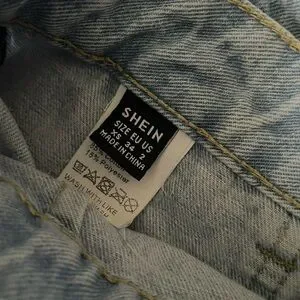 SHEIN
SIZE EU US
XS 34 2
MADE IN CHINA
15% Polyester
WASH WITH LIKE